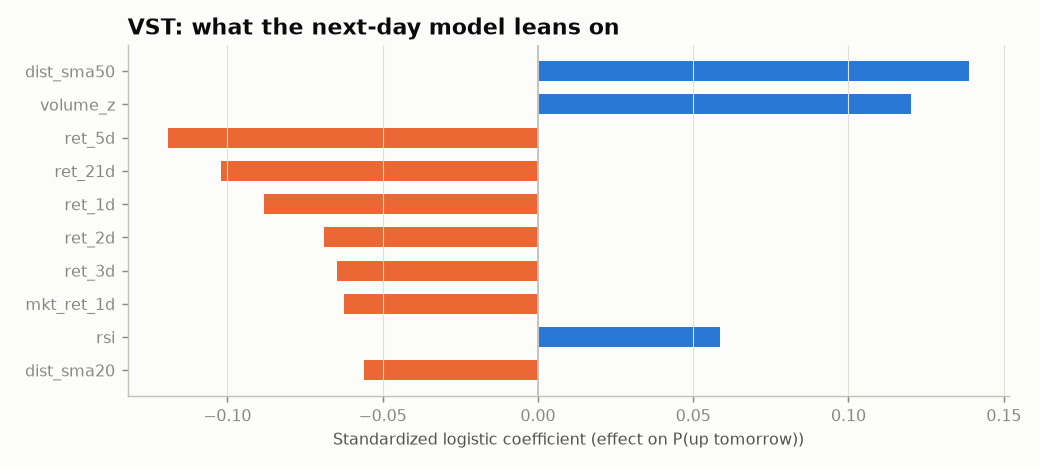 VST: what the next-day model leans on
dist_sma50
volume_z
ret_5d
ret_21d
ret_1d
ret_2d
ret_3d
mkt_ret_1d
rsi
dist_sma20
−0.10 −0.05 0.00 0.05 0.10 0.15
Standardized logistic coefficient (effect on P(up tomorrow))